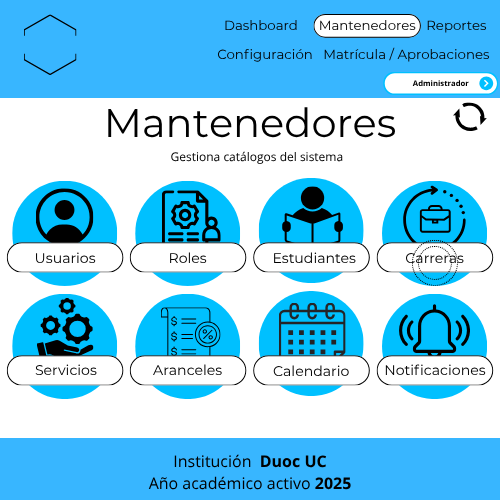 Dashboard Mantenedores Reportes
Configuración Matrícula / Aprobaciones
Administrador
Mantenedores
Gestiona catálogos del sistema
Usuarios Roles Estudiantes Carreras
$
$ %
$
Servicios Aranceles Calendario Notificaciones
Institución Duoc UC
Año académico activo 2025